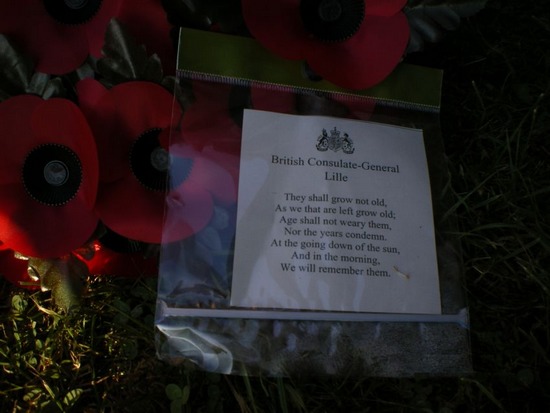 British Consulate-General
Lille
They shall grow not old,
As we that are left grow old;
Age shall not weary them,
Nor the years condemn.
At the going down of the sun,
And in the morning,
We will remember them.